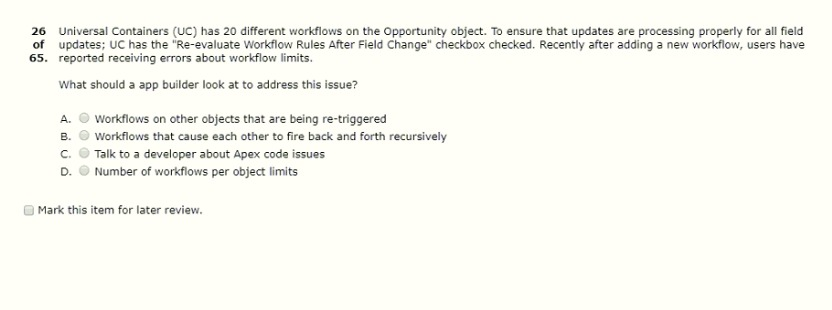 26 Universal Containers (UC) has 20 different workflows on the Opportunity object. To ensure that updates are processing properly for all field
of updates; UC has the "Re-evaluate Workflow Rules After Field Change" checkbox checked. Recently after adding a new workflow, users have
65. reported receiving errors about workflow limits.
What should a app builder look at to address this issue?
A. Workflows on other objects that are being re-triggered
B. Workflows that cause each other to fire back and forth recursively
C. Talk to a developer about Apex code issues
D. Number of workflows per object limits
Mark this item for later review.